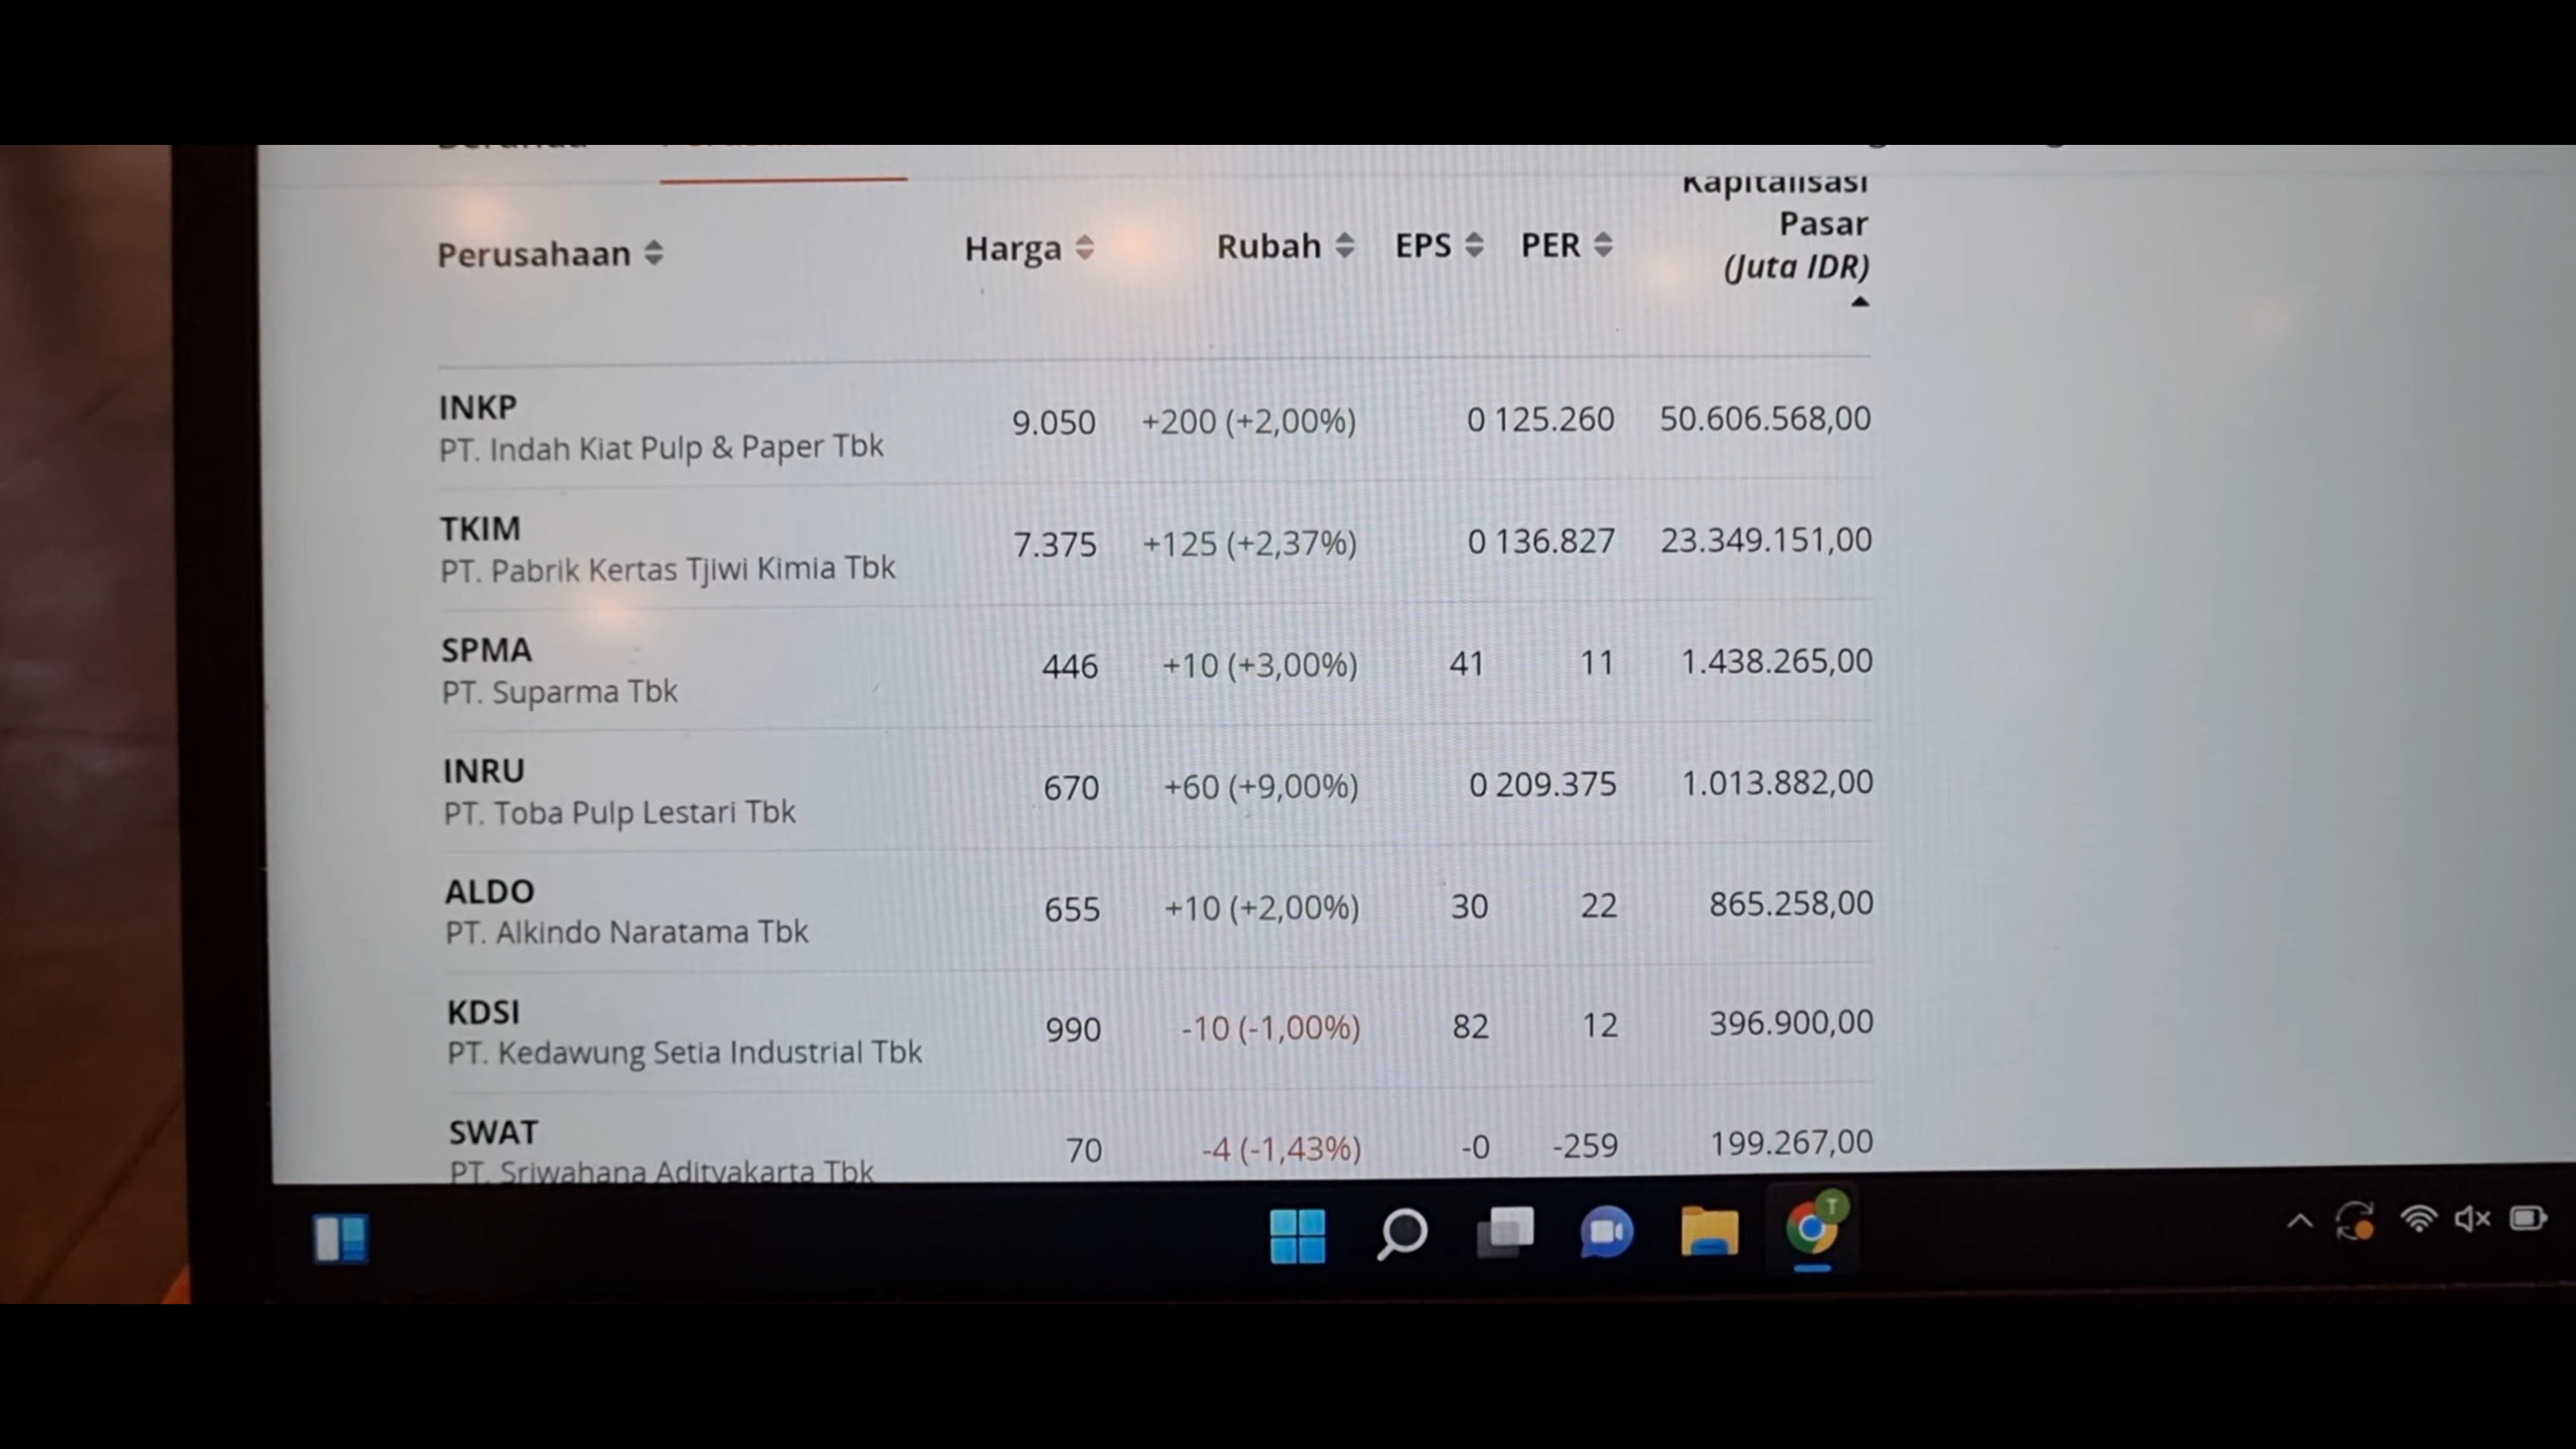 Beranda
Kapitalisasi
Pasar
Perusahaan Harga Rubah EPS PER (Juta IDR)
INKP
9.050 +200 (+2,00%) 0 125.260 50.606.568,00
PT. Indah Kiat Pulp & Paper Tbk
TKIM
7.375 +125 (+2,37%) 0 136.827 23.349.151,00
PT. Pabrik Kertas Tjiwi Kimia Tbk
SPMA
446 +10 (+3,00%) 41 11 1.438.265,00
PT. Suparma Tbk
INRU
670 +60 (+9,00%) 0 209.375 1.013.882,00
PT. Toba Pulp Lestari Tbk
ALDO
655 +10 (+2,00%) 30 22 865.258,00
PT. Alkindo Naratama Tbk
KDSI
990 -10 (-1,00%) 82 12 396.900,00
PT. Kedawung Setia Industrial Tbk
SWAT
70 -4 (-1,43%) -0 -259 199.267,00
PT. Sriwahana Adityakarta Tbk
T